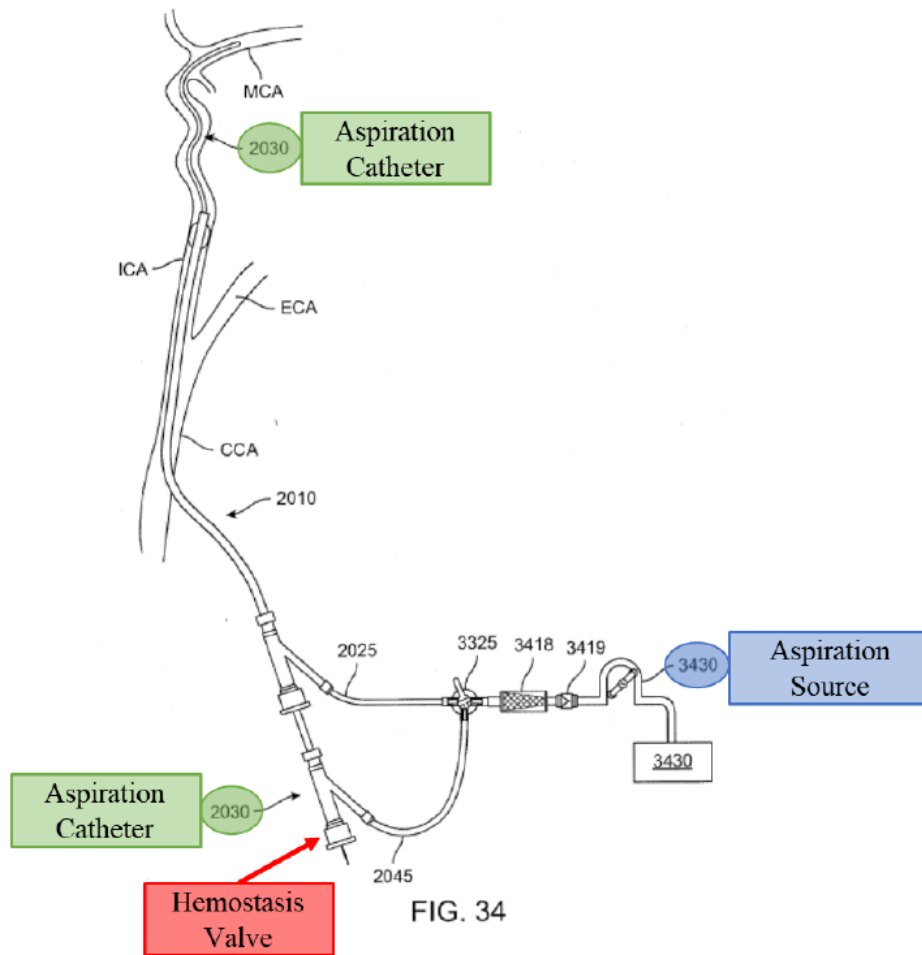 MCA
2030
Aspiration
Catheter
ICA
ECA
CCA
2010
2025
3325
3418
3419
3430
Aspiration
Source
3430
Aspiration
Catheter
2030
2045
Hemostasis
Valve
FIG. 34